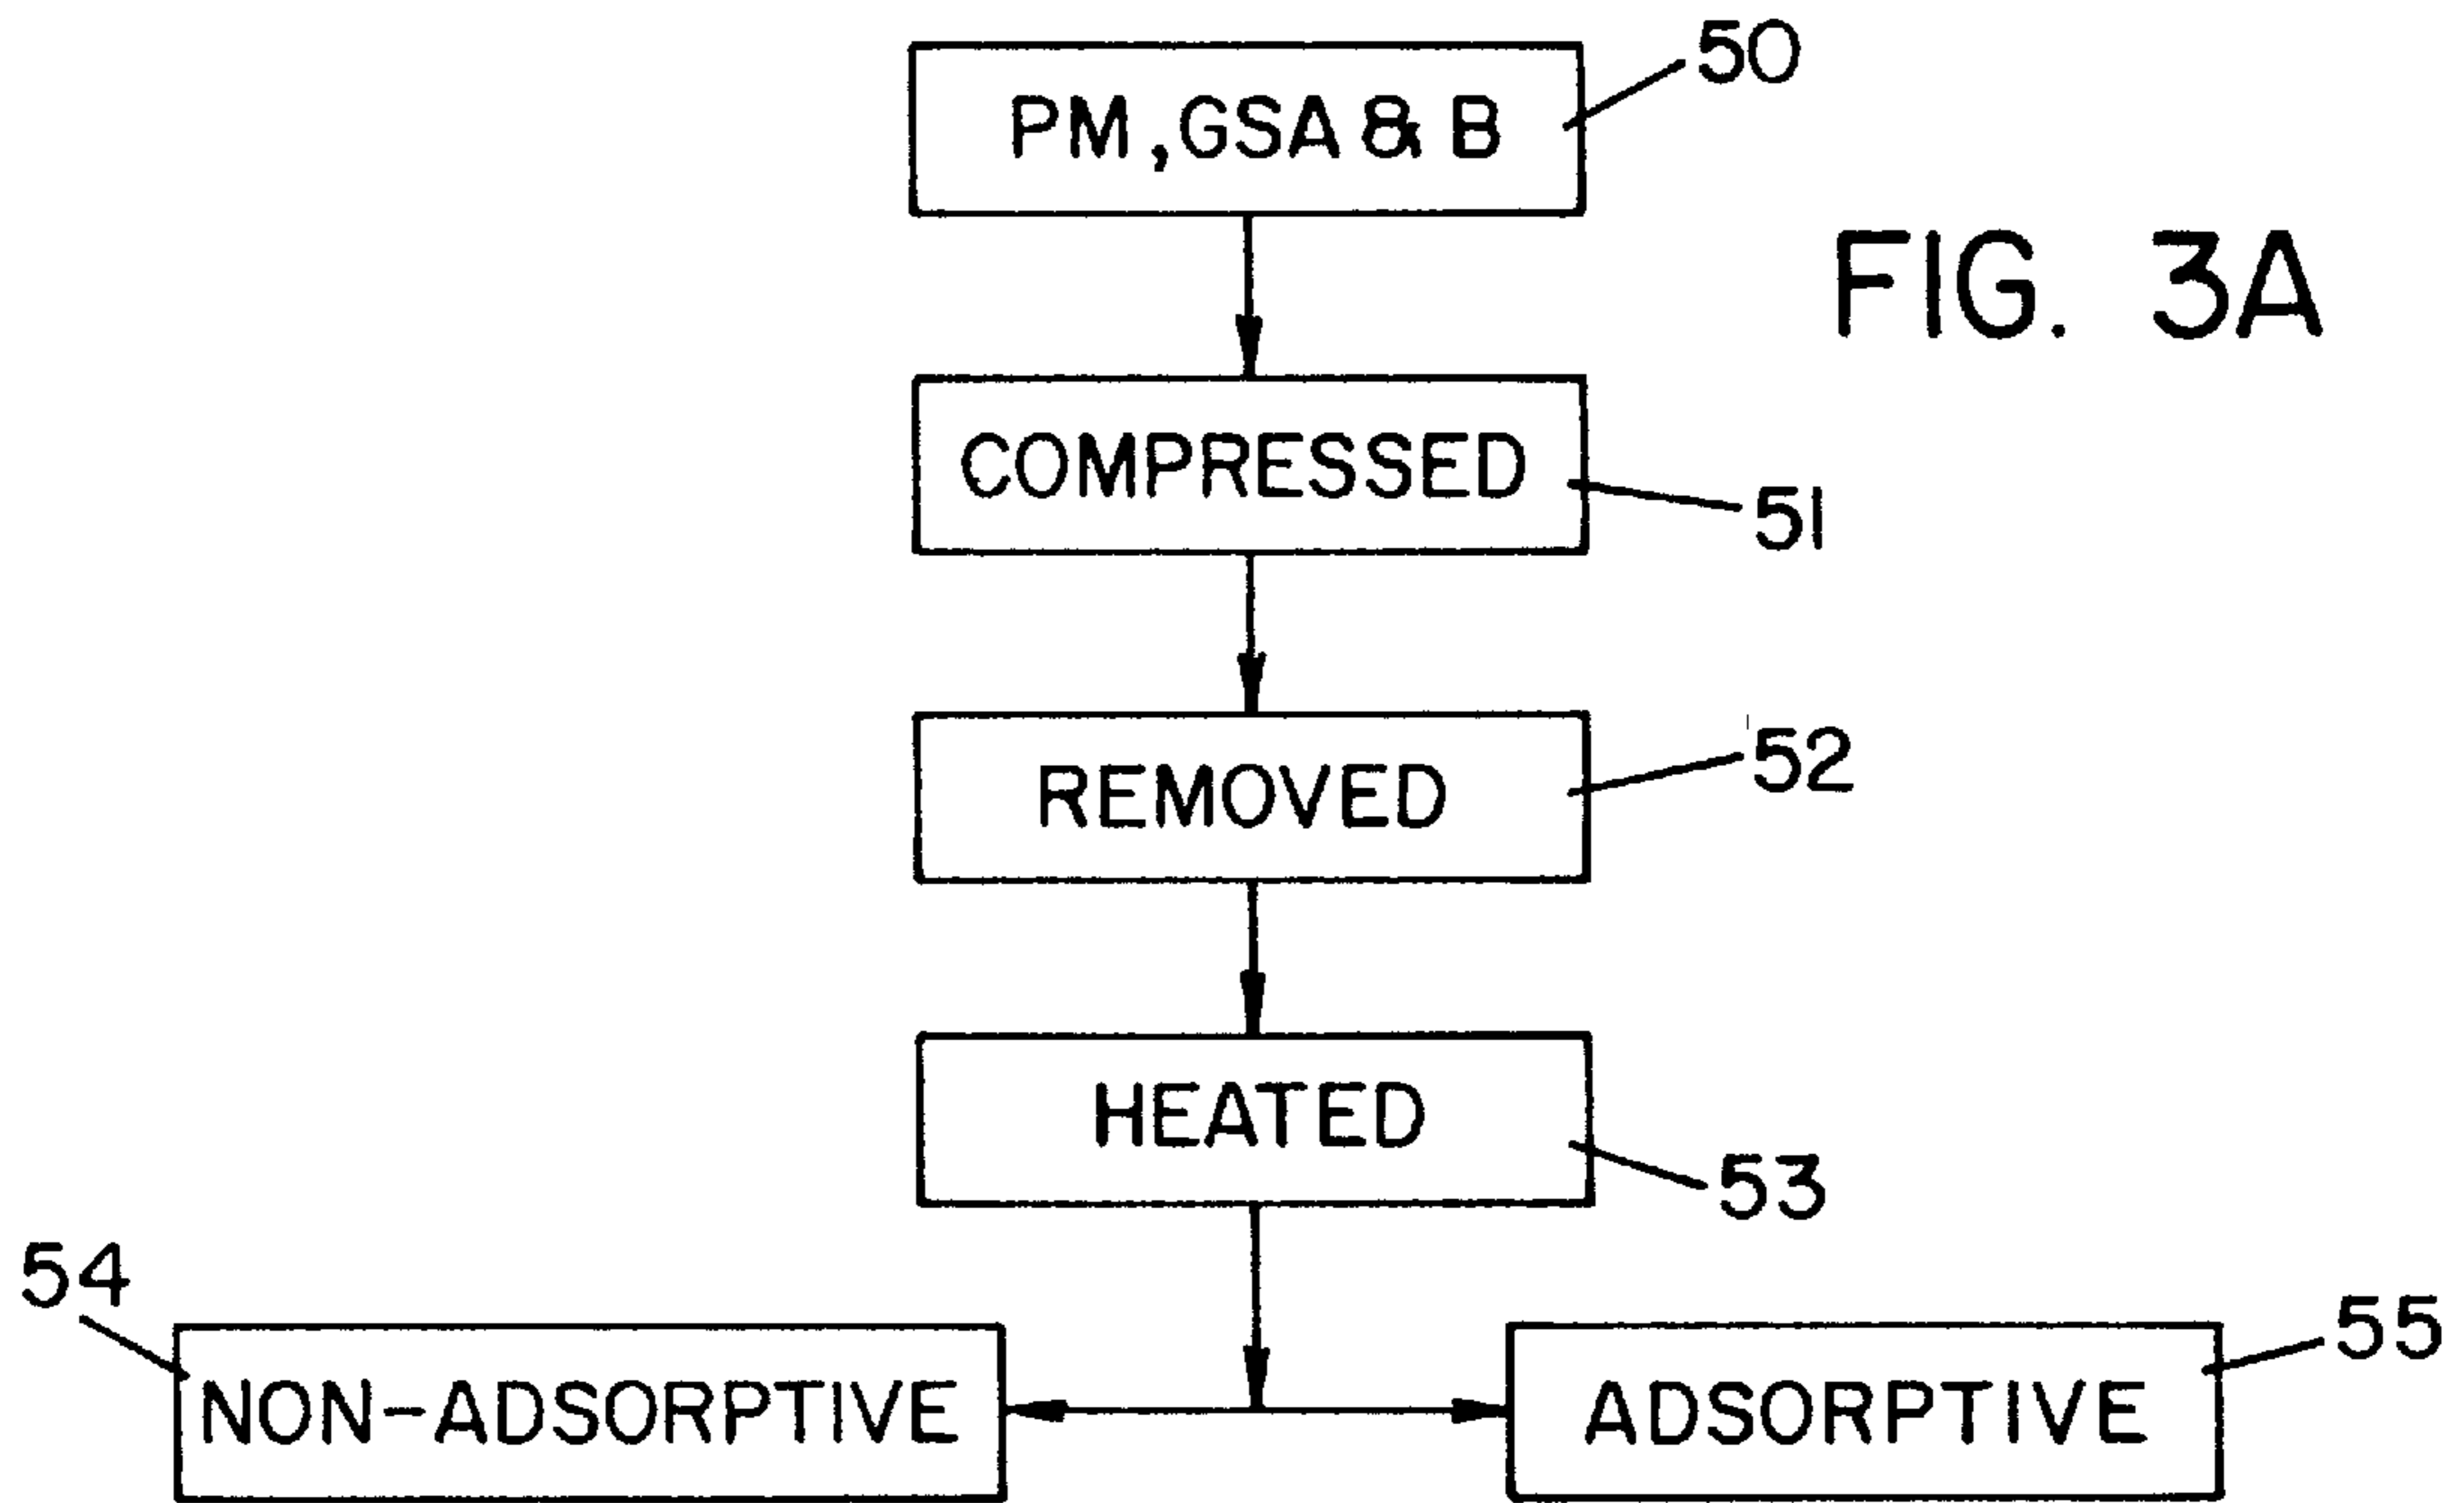 50
PM, GSA & B
FIG. 3A
COMPRESSED
51
REMOVED
52
HEATED
53
54
55
NON-ADSORPTIVE
ADSORPTIVE